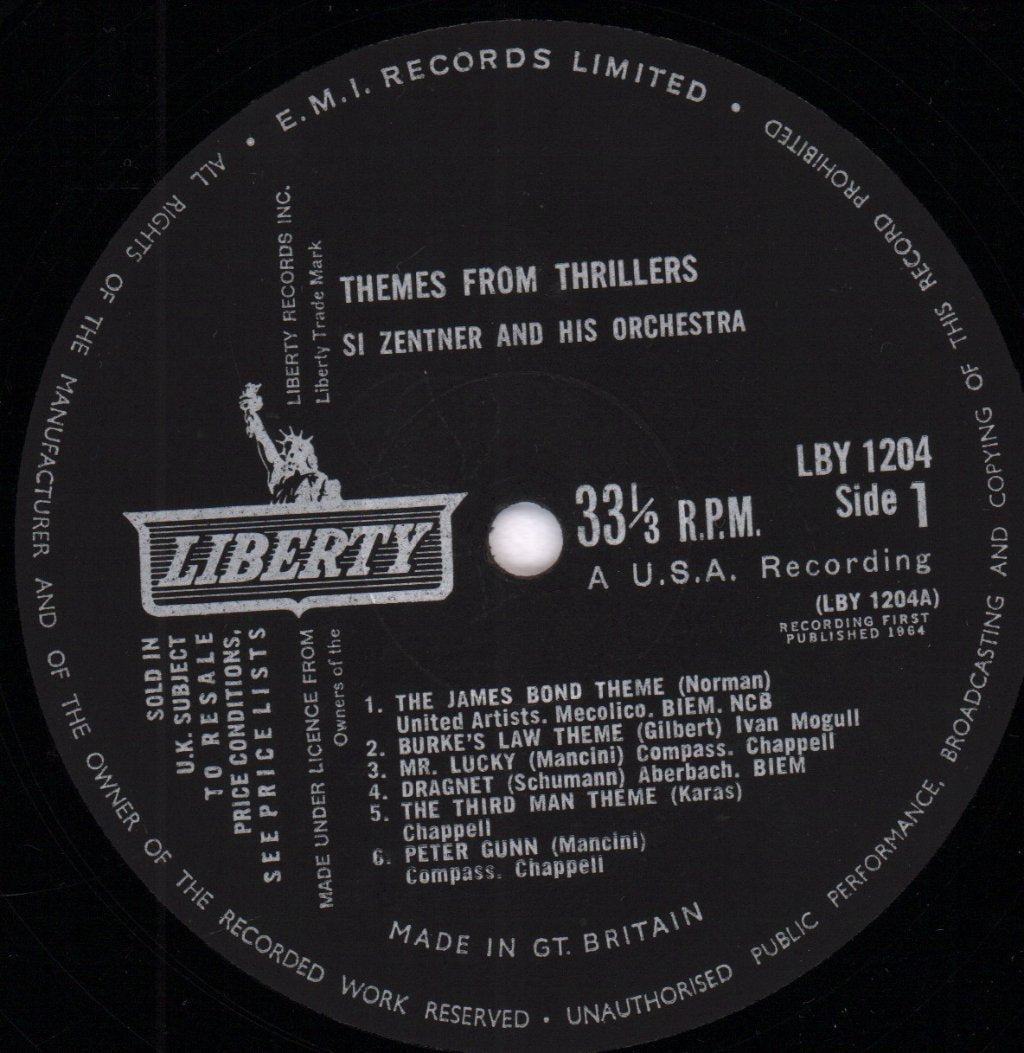 E.M.I. RECORDS LIMITED •
ALL RIGHTS OF THE MANUFACTURER AND OF THE OWNER OF THE RECORDED WORK RESERVED • UNAUTHORISED PUBLIC PERFORMANCE, BROADCASTING AND COPYING OF THIS RECORD PROHIBITED •
LIBERTY RECORDS INC.
Liberty Trade Mark
THEMES FROM THRILLERS
SI ZENTNER AND HIS ORCHESTRA
LIBERTY
LBY 1204
Side 1
33⅓ R.P.M.
A U.S.A. Recording
(LBY 1204A)
RECORDING FIRST
PUBLISHED 1964
SOLD IN
U.K. SUBJECT
TO RESALE
PRICE CONDITIONS,
SEE PRICE LISTS
MADE UNDER LICENCE FROM
Owners of the
1. THE JAMES BOND THEME (Norman)
United Artists. Mecolico. BIEM. NCB
2. BURKE'S LAW THEME (Gilbert) Ivan Mogull
3. MR. LUCKY (Mancini) Compass. Chappell
4. DRAGNET (Schumann) Aberbach. BIEM
5. THE THIRD MAN THEME (Karas)
Chappell
6. PETER GUNN (Mancini)
Compass. Chappell
MADE IN GT. BRITAIN